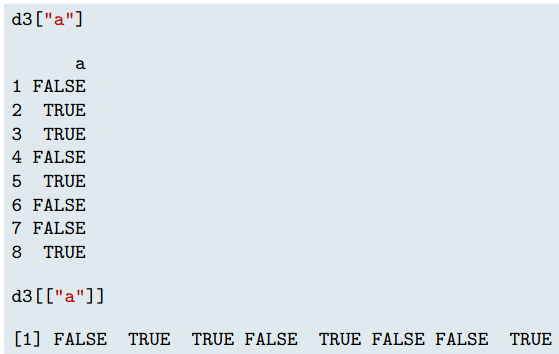 d3["a"]
a
1 FALSE
2 TRUE
3 TRUE
4 FALSE
5 TRUE
6 FALSE
7 FALSE
8 TRUE
d3[["a"]]
[1] FALSE TRUE TRUE FALSE TRUE FALSE FALSE TRUE